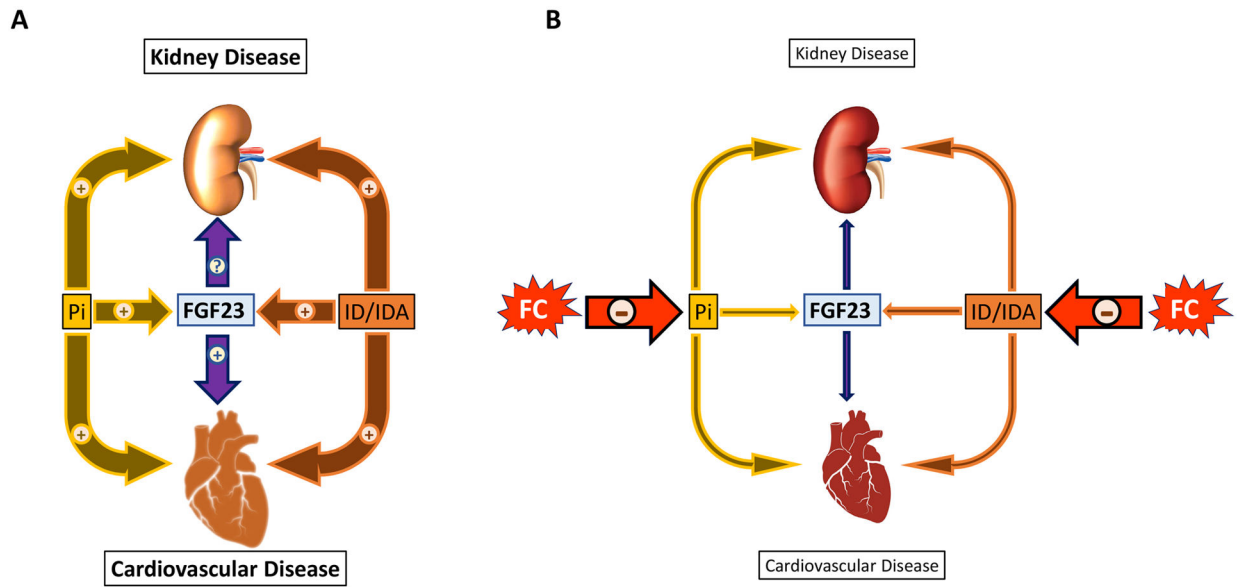 A
Kidney Disease
+
+
?
Pi
+
FGF23
+
ID/IDA
+
+
+
Cardiovascular Disease
B
Kidney Disease
FC
-
Pi
FGF23
ID/IDA
-
FC
Cardiovascular Disease